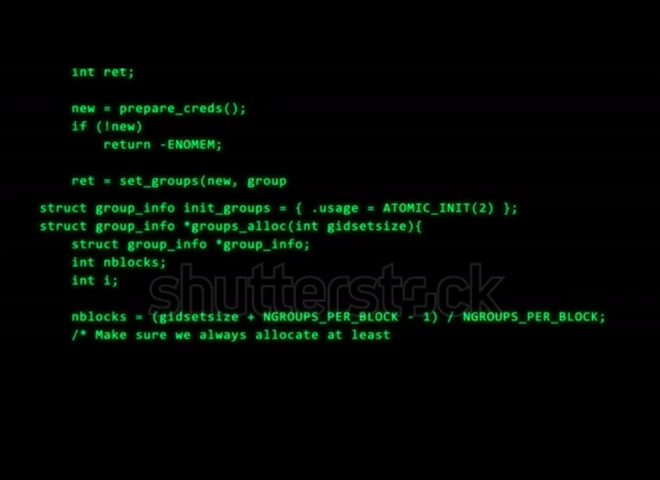 int ret;
new = prepare_creds();
if (!new)
return -ENOMEM;
ret = set_groups(new, group
struct group_info init_groups = { .usage = ATOMIC_INIT(2) };
struct group_info *groups_alloc(int gidsetsize){
struct group_info *group_info;
int nblocks;
int i;
shutterstock
nblocks = (gidsetsize + NGROUPS_PER_BLOCK - 1) / NGROUPS_PER_BLOCK;
/* Make sure we always allocate at least